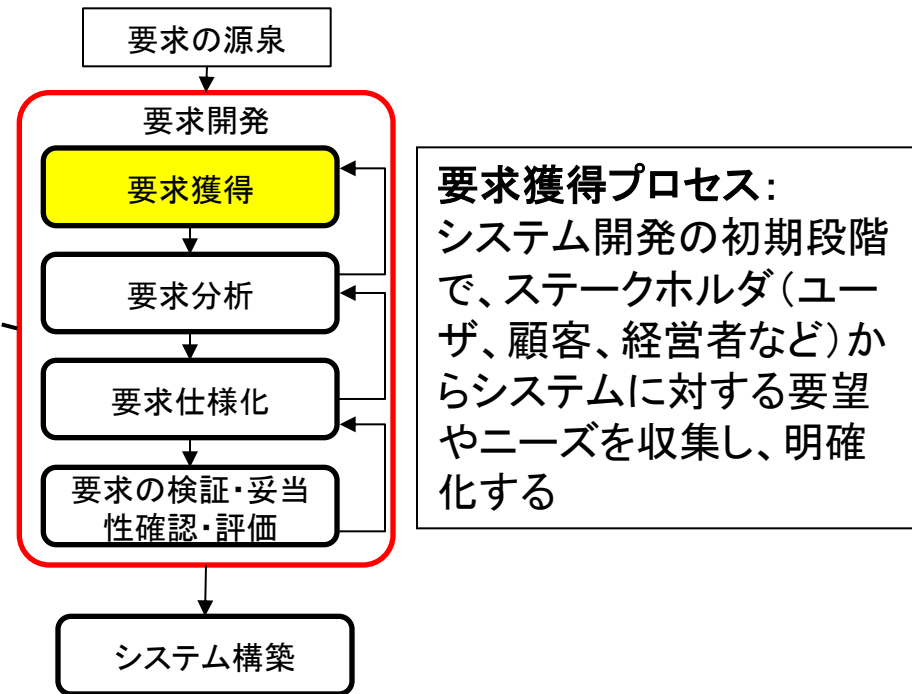 要求の源泉
要求開発
要求獲得
要求分析
要求仕様化
要求の検証・妥当
性確認・評価
システム構築
要求獲得プロセス：
システム開発の初期段階
で、ステークホルダ（ユー
ザ、顧客、経営者など）か
らシステムに対する要望
やニーズを収集し、明確
化する